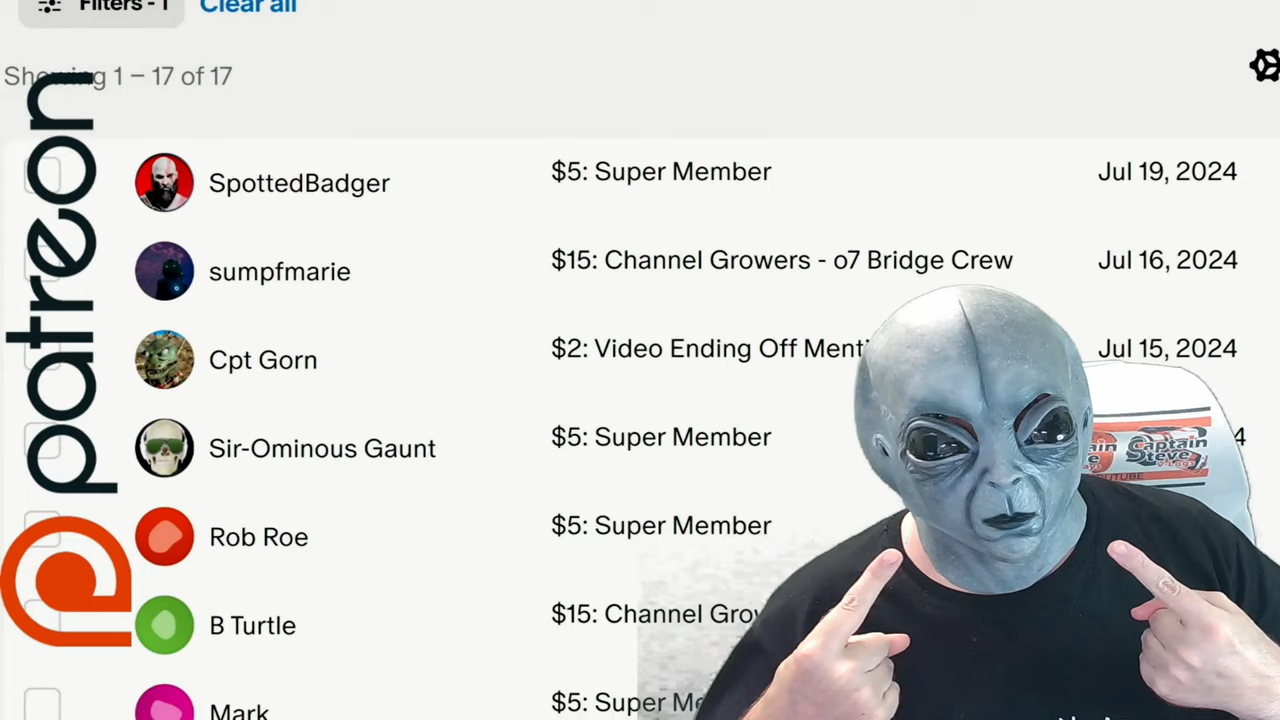 Filters - 1 Clear all
Showing 1 – 17 of 17
patreon
SpottedBadger $5: Super Member Jul 19, 2024
sumpfmarie $15: Channel Growers - o7 Bridge Crew Jul 16, 2024
Cpt Gorn $2: Video Ending Off Menti Jul 15, 2024
Sir-Ominous Gaunt $5: Super Member 4
Captain
Steve
Rob Roe $5: Super Member
B Turtle $15: Channel Grow
Mark $5: Super Me